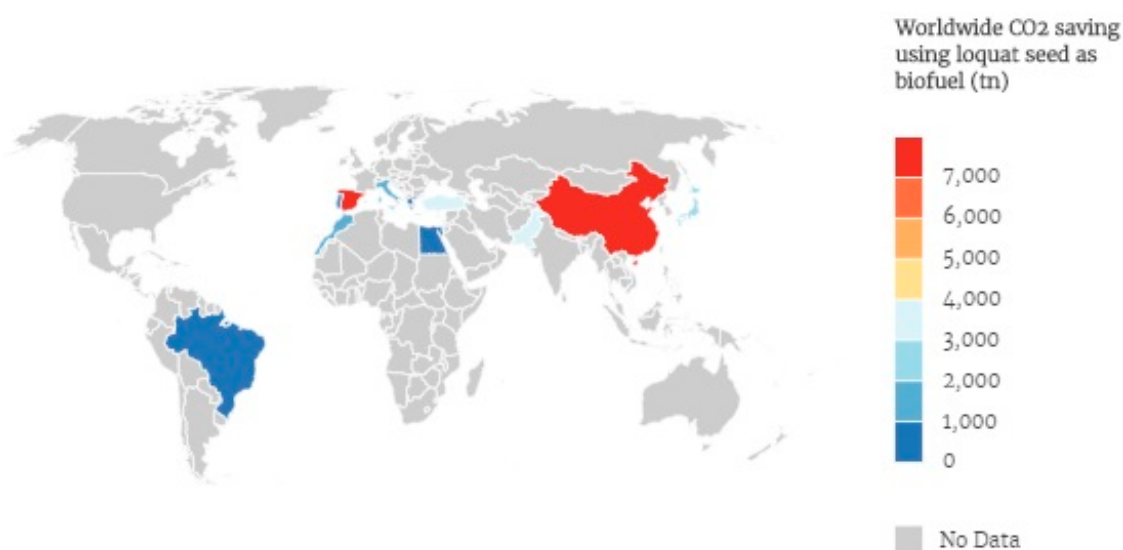 Worldwide CO2 saving
using loquat seed as
biofuel (tn)
7,000
6,000
5,000
4,000
3,000
2,000
1,000
0
No Data